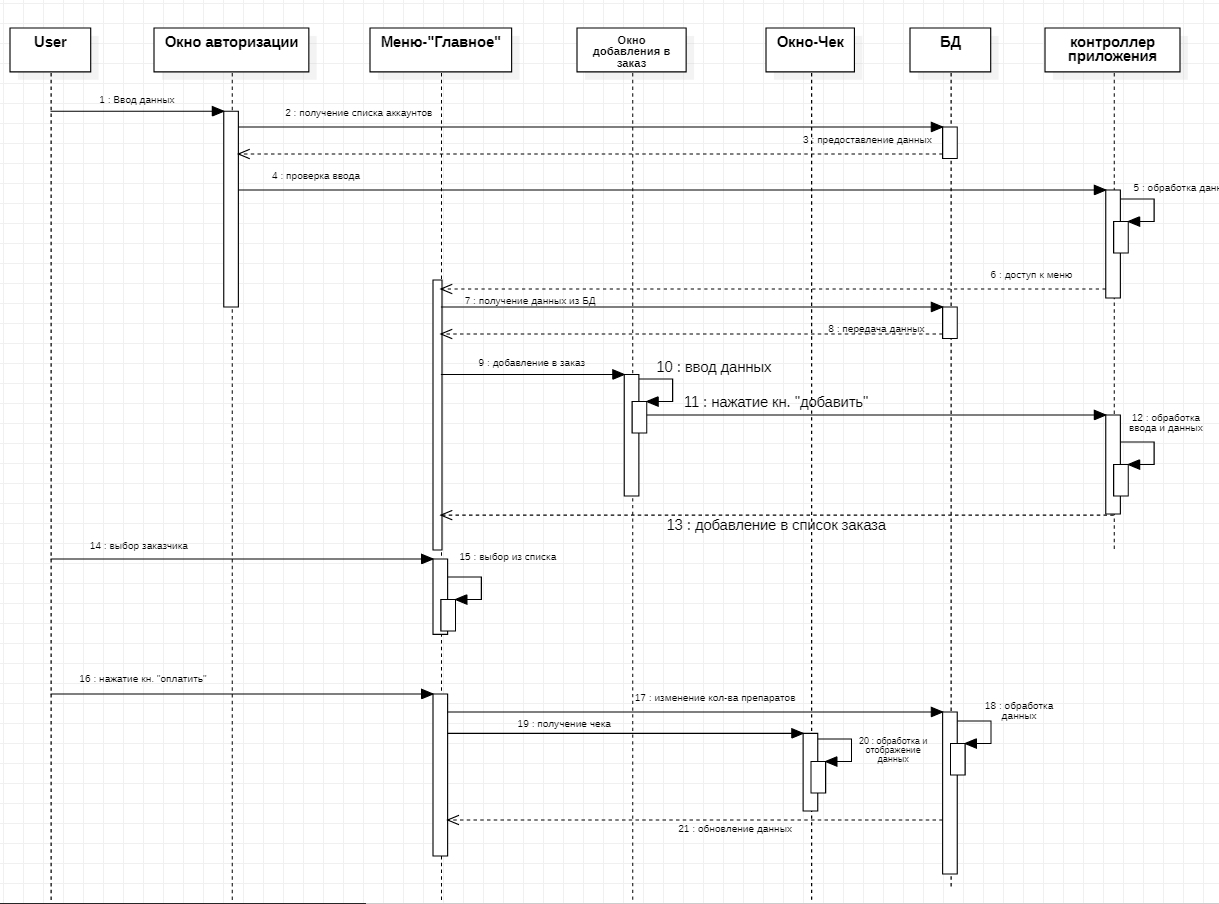 User
Окно авторизации
Меню-"Главное"
Окно
добавления в
заказ
Окно-Чек
БД
контроллер
приложения
1 : Ввод данных
2 : получение списка аккаунтов
3 : предоставление данных
4 : проверка ввода
5 : обработка дан
6 : доступ к меню
7 : получение данных из БД
8 : передача данных
9 : добавление в заказ
10 : ввод данных
11 : нажатие кн. "добавить"
12 : обработка
ввода и данных
13 : добавление в список заказа
14 : выбор заказчика
15 : выбор из списка
16 : нажатие кн. "оплатить"
17 : изменение кол-ва препаратов
18 : обработка
данных
19 : получение чека
20 : обработка и
отображение
данных
21 : обновление данных